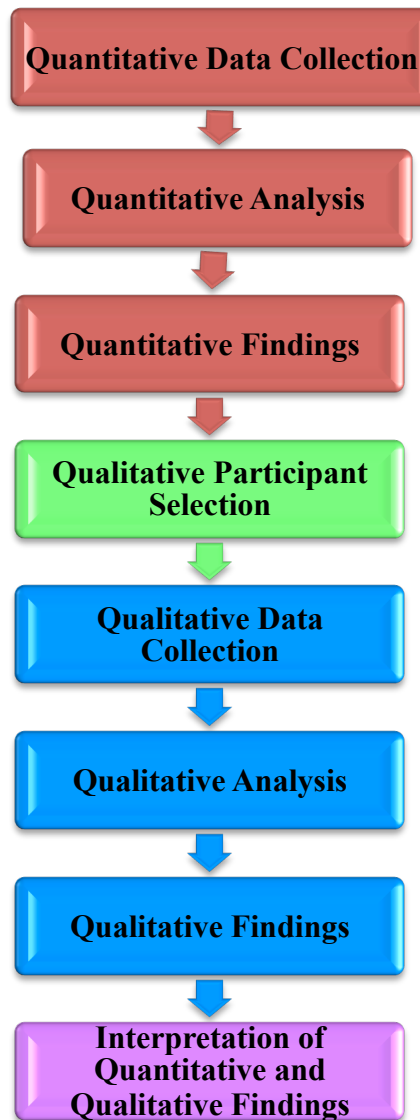 Quantitative Data Collection
Quantitative Analysis
Quantitative Findings
Qualitative Participant
Selection
Qualitative Data
Collection
Qualitative Analysis
Qualitative Findings
Interpretation of
Quantitative and
Qualitative Findings